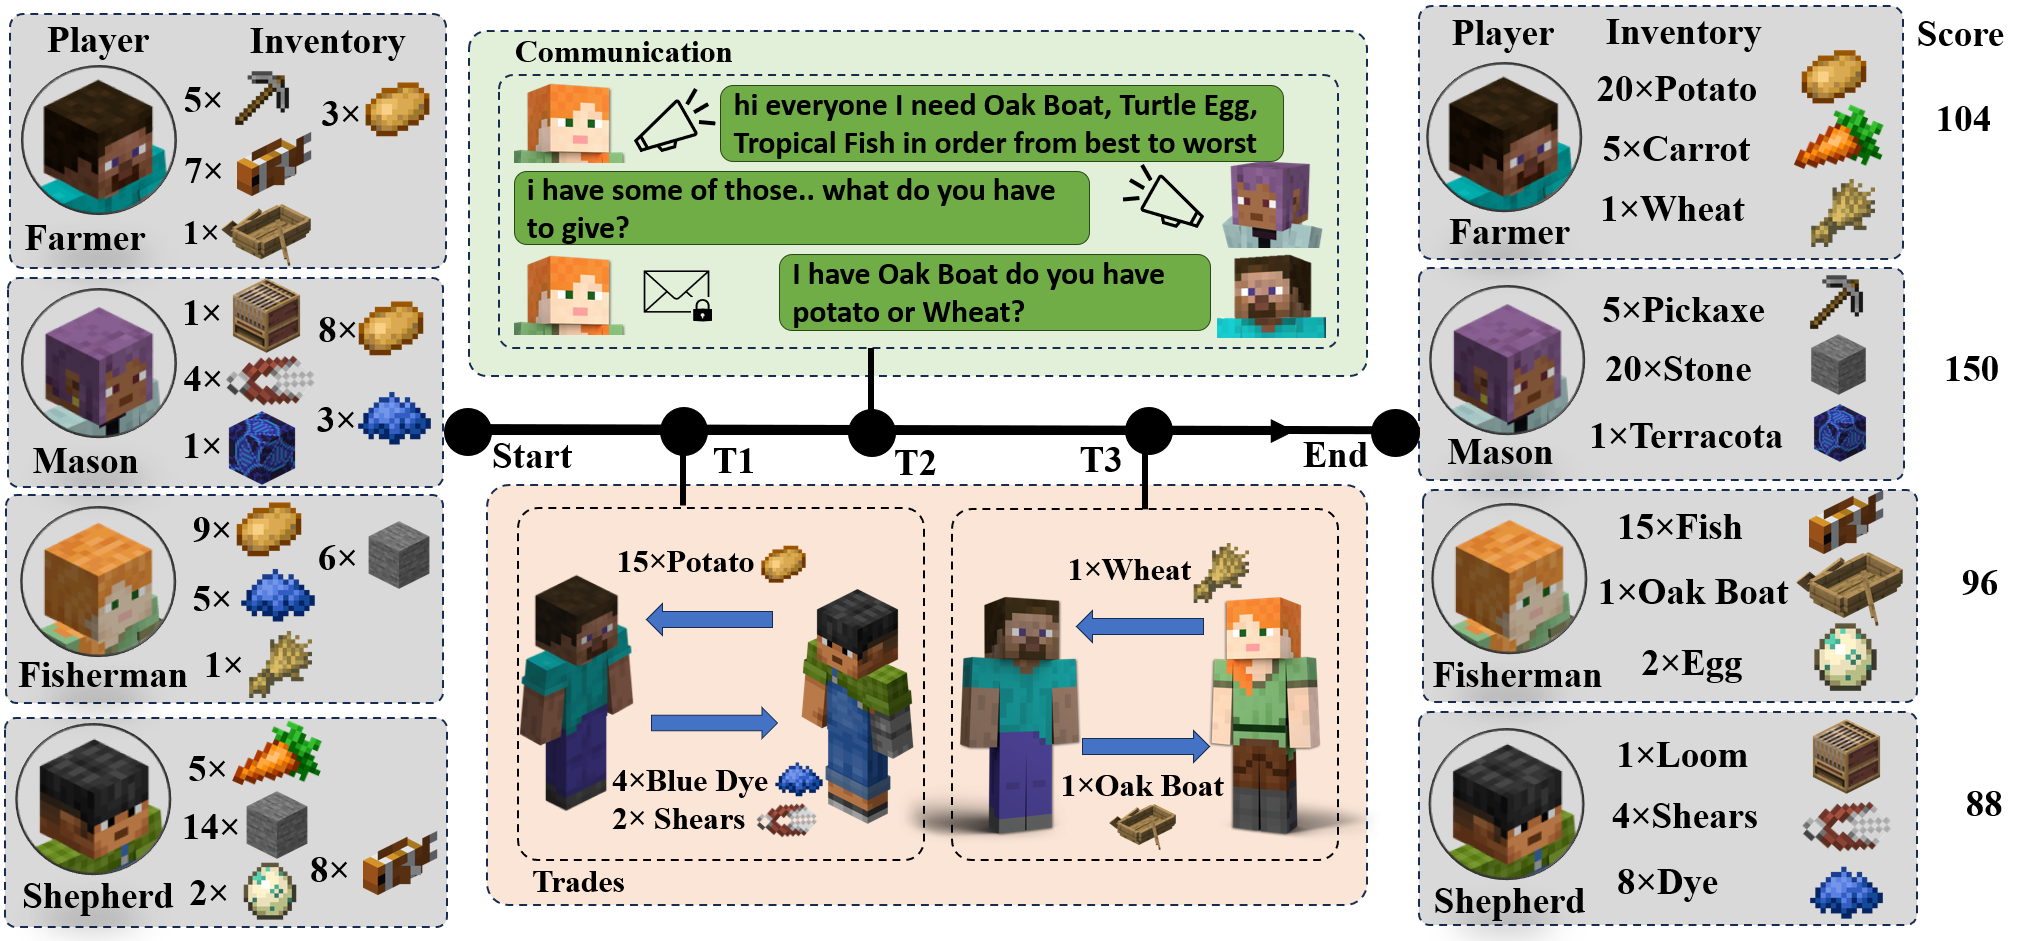 Player Inventory
5× 3×
7×
1×
Farmer
1× 8×
4× 3×
1×
Mason
9× 6×
5×
1×
Fisherman
5×
14× 8×
2×
Shepherd
Communication
hi everyone I need Oak Boat, Turtle Egg,
Tropical Fish in order from best to worst
i have some of those.. what do you have
to give?
I have Oak Boat do you have
potato or Wheat?
Start T1 T2 T3 End
15×Potato
4×Blue Dye
2× Shears
1×Wheat
1×Oak Boat
Trades
Player Inventory Score
20×Potato
5×Carrot
1×Wheat
Farmer
104
5×Pickaxe
20×Stone
1×Terracota
Mason
150
15×Fish
1×Oak Boat
2×Egg
Fisherman
96
1×Loom
4×Shears
8×Dye
Shepherd
88